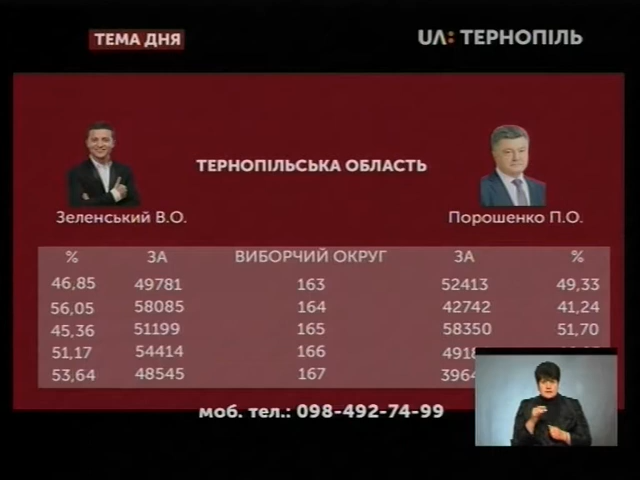 ТЕМА ДНЯ
UA: ТЕРНОПІЛЬ
ТЕРНОПІЛЬСЬКА ОБЛАСТЬ
Зеленський В.О.
Порошенко П.О.
% ЗА ВИБОРЧИЙ ОКРУГ ЗА %
46,85 49781 163 52413 49,33
56,05 58085 164 42742 41,24
45,36 51199 165 58350 51,70
51,17 54414 166
53,64 48545 167
моб. тел.: 098-492-74-99